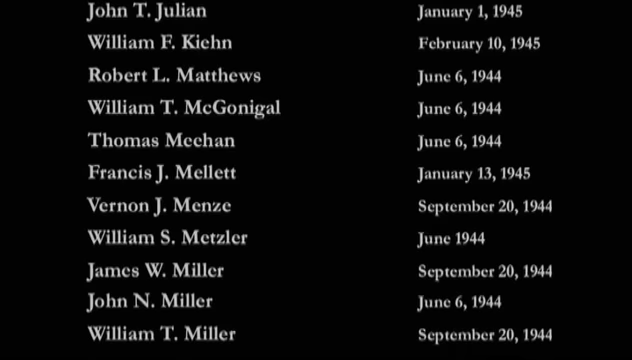 John T. Julian January 1, 1945
William F. Kiehn February 10, 1945
Robert L. Matthews June 6, 1944
William T. McGonigal June 6, 1944
Thomas Meehan June 6, 1944
Francis J. Mellett January 13, 1945
Vernon J. Menze September 20, 1944
William S. Metzler June 1944
James W. Miller September 20, 1944
John N. Miller June 6, 1944
William T. Miller September 20, 1944